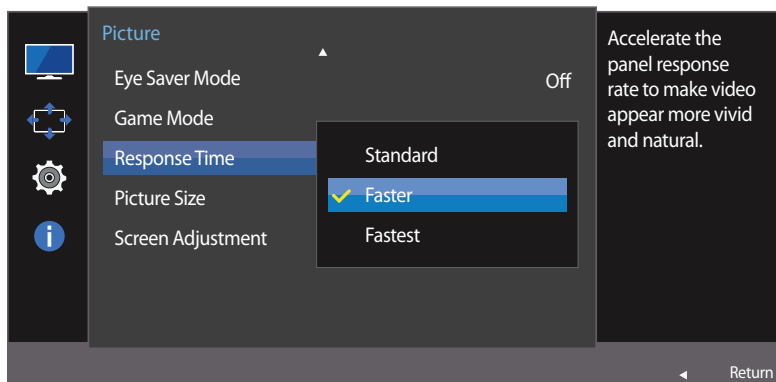 Picture
Eye Saver Mode Off
Game Mode
Response Time
Picture Size
Screen Adjustment
Standard
Faster
Fastest
Accelerate the
panel response
rate to make video
appear more vivid
and natural.
Return